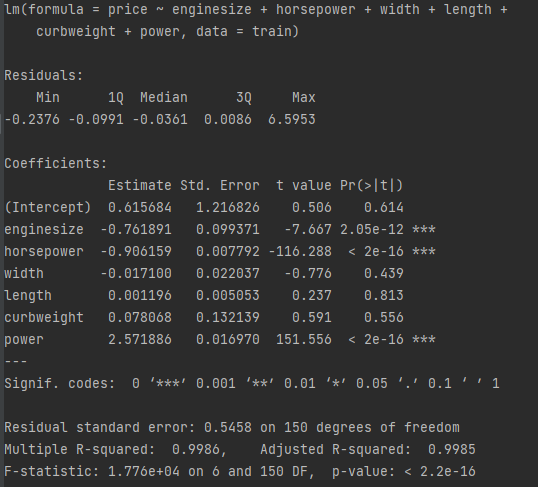 lm(formula = price ~ enginesize + horsepower + width + length +
    curbweight + power, data = train)
Residuals:
    Min      1Q  Median      3Q     Max
-0.2376 -0.0991 -0.0361  0.0086  6.5953
Coefficients:
             Estimate Std. Error  t value Pr(>|t|)
(Intercept)  0.615684   1.216826    0.506    0.614
enginesize  -0.761891   0.099371   -7.667 2.05e-12 ***
horsepower  -0.906159   0.007792 -116.288  < 2e-16 ***
width       -0.017100   0.022037   -0.776    0.439
length       0.001196   0.005053    0.237    0.813
curbweight   0.078068   0.132139    0.591    0.556
power        2.571886   0.016970  151.556  < 2e-16 ***
---
Signif. codes:  0 ‘***’ 0.001 ‘**’ 0.01 ‘*’ 0.05 ‘.’ 0.1 ‘ ’ 1
Residual standard error: 0.5458 on 150 degrees of freedom
Multiple R-squared:  0.9986,    Adjusted R-squared:  0.9985
F-statistic: 1.776e+04 on 6 and 150 DF,  p-value: < 2.2e-16